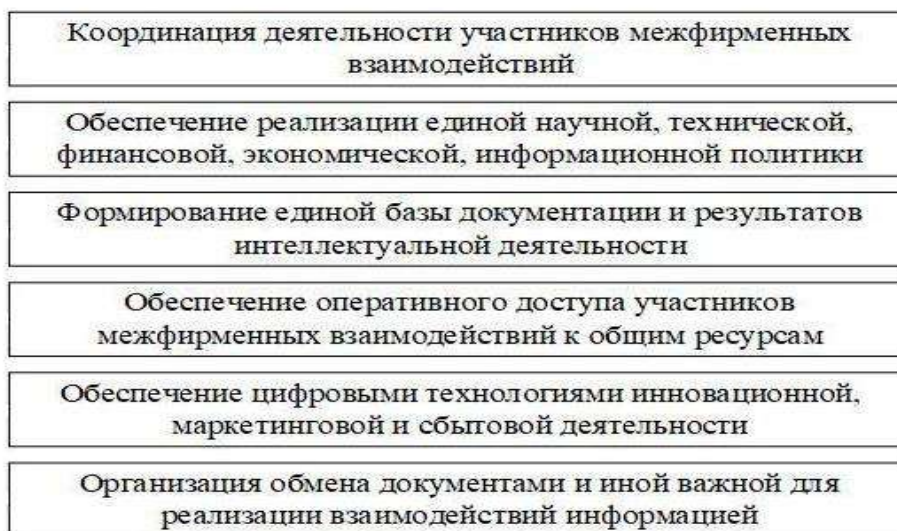 Координация деятельности участников межфирменных
взаимодействий
Обеспечение реализации единой научной, технической,
финансовой, экономической, информационной политики
Формирование единой базы документации и результатов
интеллектуальной деятельности
Обеспечение оперативного доступа участников
межфирменных взаимодействий к общим ресурсам
Обеспечение цифровыми технологиями инновационной,
маркетинговой и сбытовой деятельности
Организация обмена документами и иной важной для
реализации взаимодействий информацией